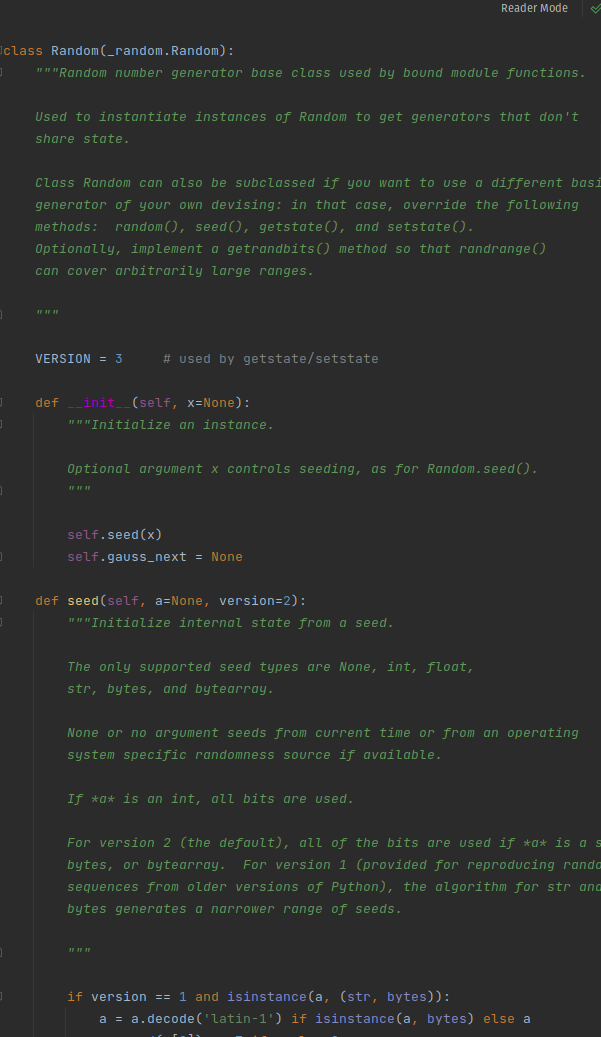 Reader Mode
class Random(_random.Random):
    """Random number generator base class used by bound module functions.

    Used to instantiate instances of Random to get generators that don't
    share state.

    Class Random can also be subclassed if you want to use a different basi
    generator of your own devising: in that case, override the following
    methods:  random(), seed(), getstate(), and setstate().
    Optionally, implement a getrandbits() method so that randrange()
    can cover arbitrarily large ranges.

    """

    VERSION = 3     # used by getstate/setstate

    def __init__(self, x=None):
        """Initialize an instance.

        Optional argument x controls seeding, as for Random.seed().
        """

        self.seed(x)
        self.gauss_next = None

    def seed(self, a=None, version=2):
        """Initialize internal state from a seed.

        The only supported seed types are None, int, float,
        str, bytes, and bytearray.

        None or no argument seeds from current time or from an operating
        system specific randomness source if available.

        If *a* is an int, all bits are used.

        For version 2 (the default), all of the bits are used if *a* is a s
        bytes, or bytearray.  For version 1 (provided for reproducing rando
        sequences from older versions of Python), the algorithm for str and
        bytes generates a narrower range of seeds.

        """

        if version == 1 and isinstance(a, (str, bytes)):
            a = a.decode('latin-1') if isinstance(a, bytes) else a